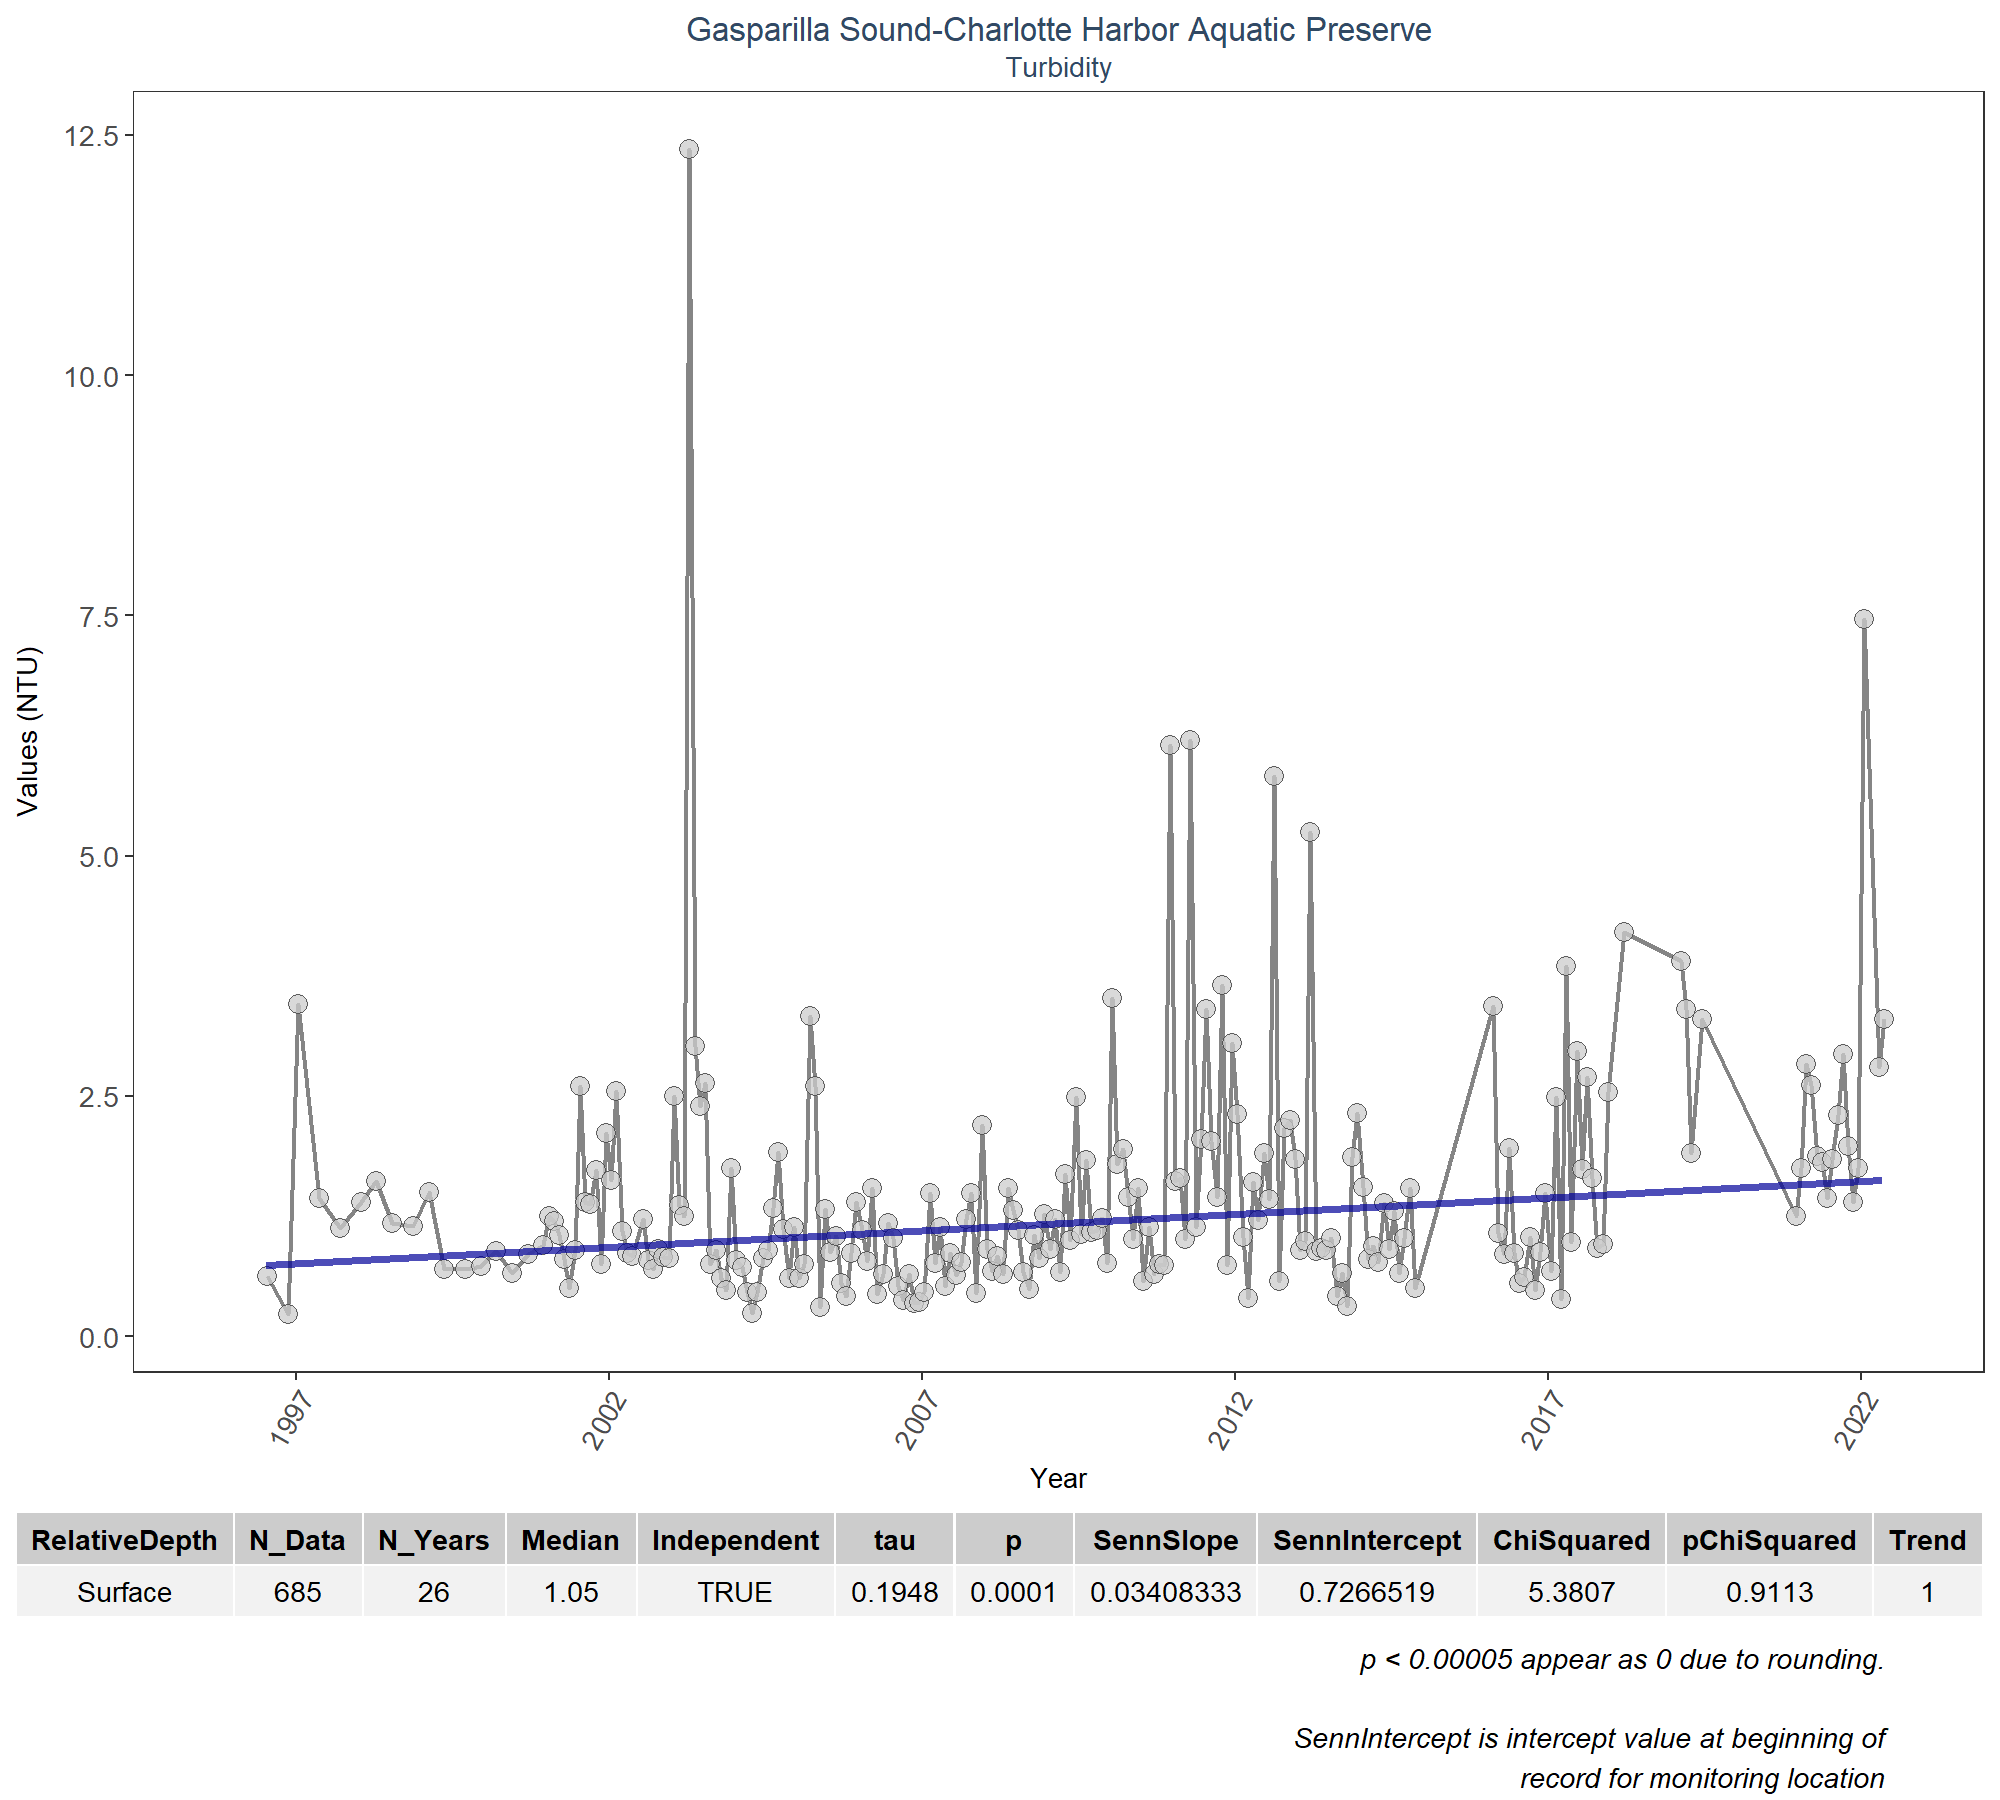 Gasparilla Sound-Charlotte Harbor Aquatic Preserve
Turbidity
12.5
10.0
7.5
5.0
2.5
0.0
Values (NTU)
1997 2002 2007 2012 2017 2022
Year
RelativeDepth N_Data N_Years Median Independent tau p SennSlope SennIntercept ChiSquared pChiSquared Trend
Surface 685 26 1.05 TRUE 0.1948 0.0001 0.03408333 0.7266519 5.3807 0.9113 1
p < 0.00005 appear as 0 due to rounding.
SennIntercept is intercept value at beginning of
record for monitoring location